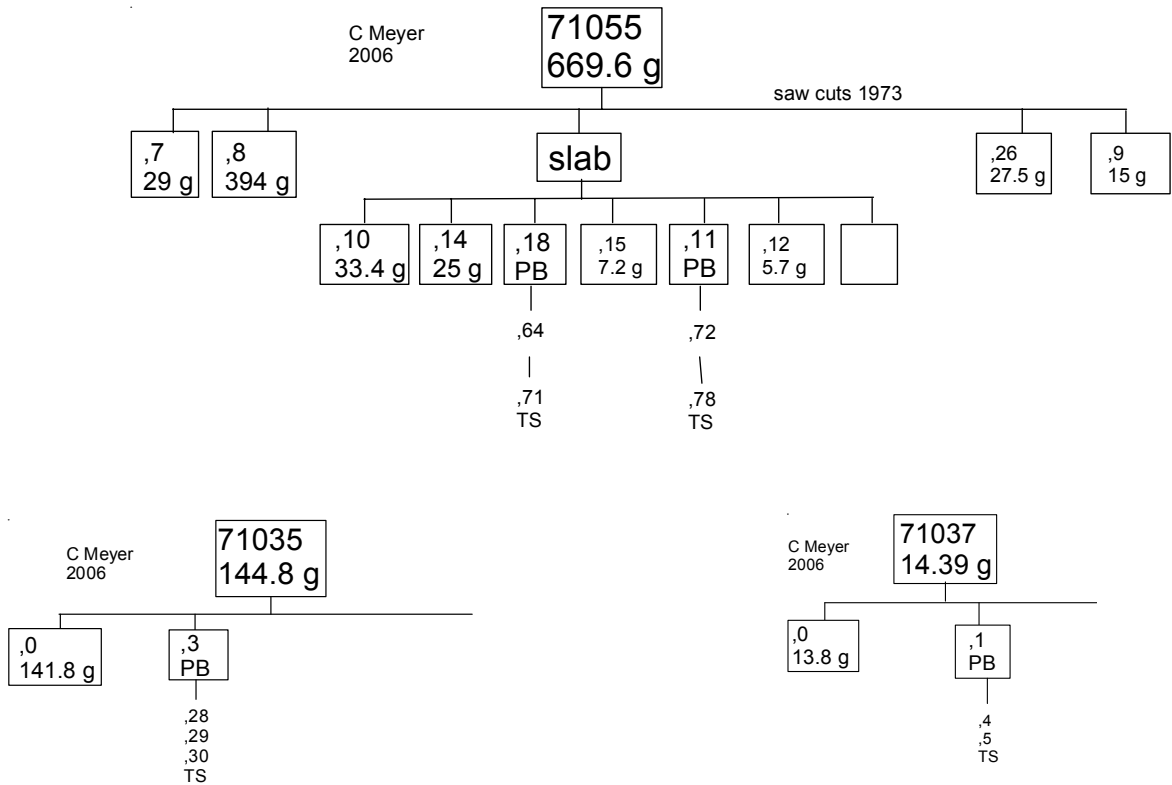 C Meyer
2006
71055
669.6 g
saw cuts 1973
,7
29 g
,8
394 g
slab
,26
27.5 g
,9
15 g
,10
33.4 g
,14
25 g
,18
PB
,15
7.2 g
,11
PB
,12
5.7 g
,64
,72
,71
TS
,78
TS
C Meyer
2006
71035
144.8 g
,0
141.8 g
,3
PB
,28
,29
,30
TS
C Meyer
2006
71037
14.39 g
,0
13.8 g
,1
PB
,4
,5
TS